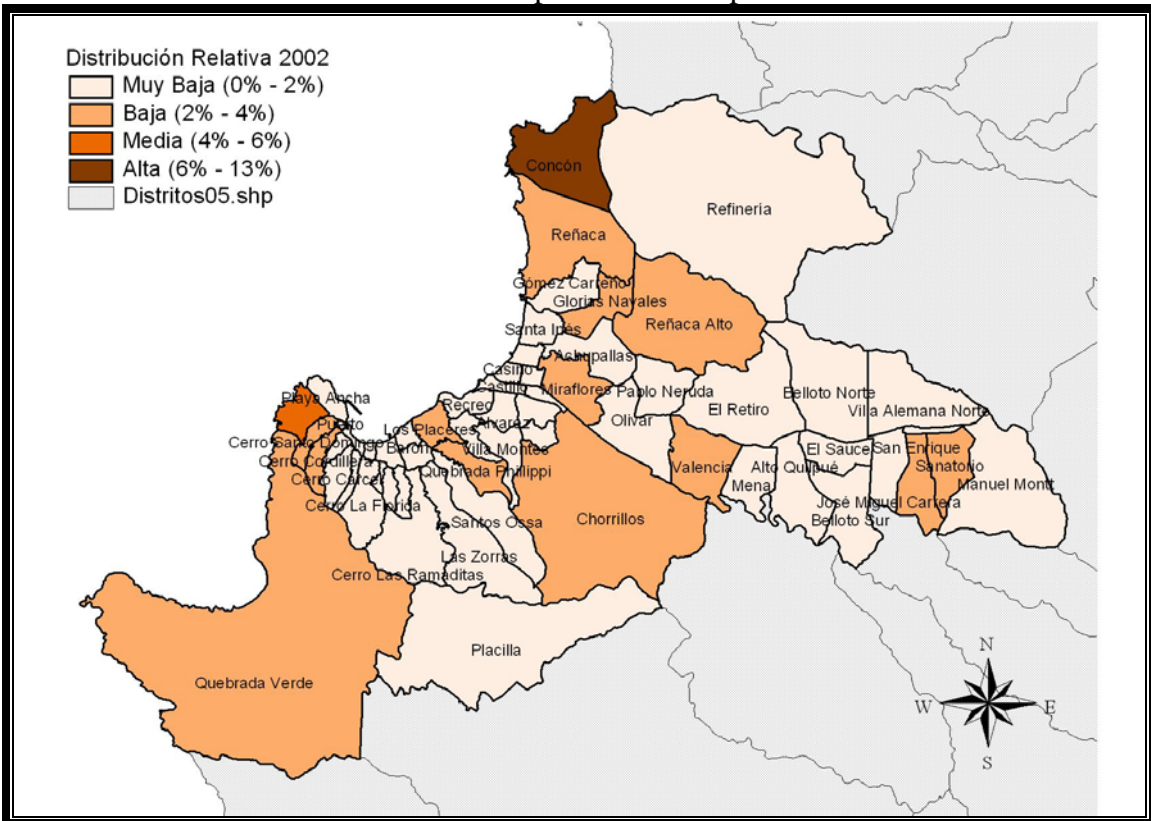 Distribución Relativa 2002
Muy Baja (0% - 2%)
Baja (2% - 4%)
Media (4% - 6%)
Alta (6% - 13%)
Distritos05.shp
Concón
Refineria
Reñaca
Gómez Carreño
Glorias Navales
Reñaca Alto
Santa Inés
Achupallas
Casino
Castillo
Miraflores
Pablo Neruda
Belloto Norte
Playa Ancha
Recreo
El Retiro
Villa Alemana Norte
Puerto
Los Placeres
Alvarez
Olivar
Cerro Santo Domingo
Baron
Villa Montes
El Salto
San Enrique
Cerro Cordillera
Quebrada Phillippi
Valencia
Alto Quilpué
Sanatorio
Cerro Carcel
Mena
Manuel Montt
Cerro La Florida
José Miguel Carrera
Santos Ossa
Chorrillos
Belloto Sur
Las Zorras
Cerro Las Ramaditas
Placilla
Quebrada Verde
N
W
E
S